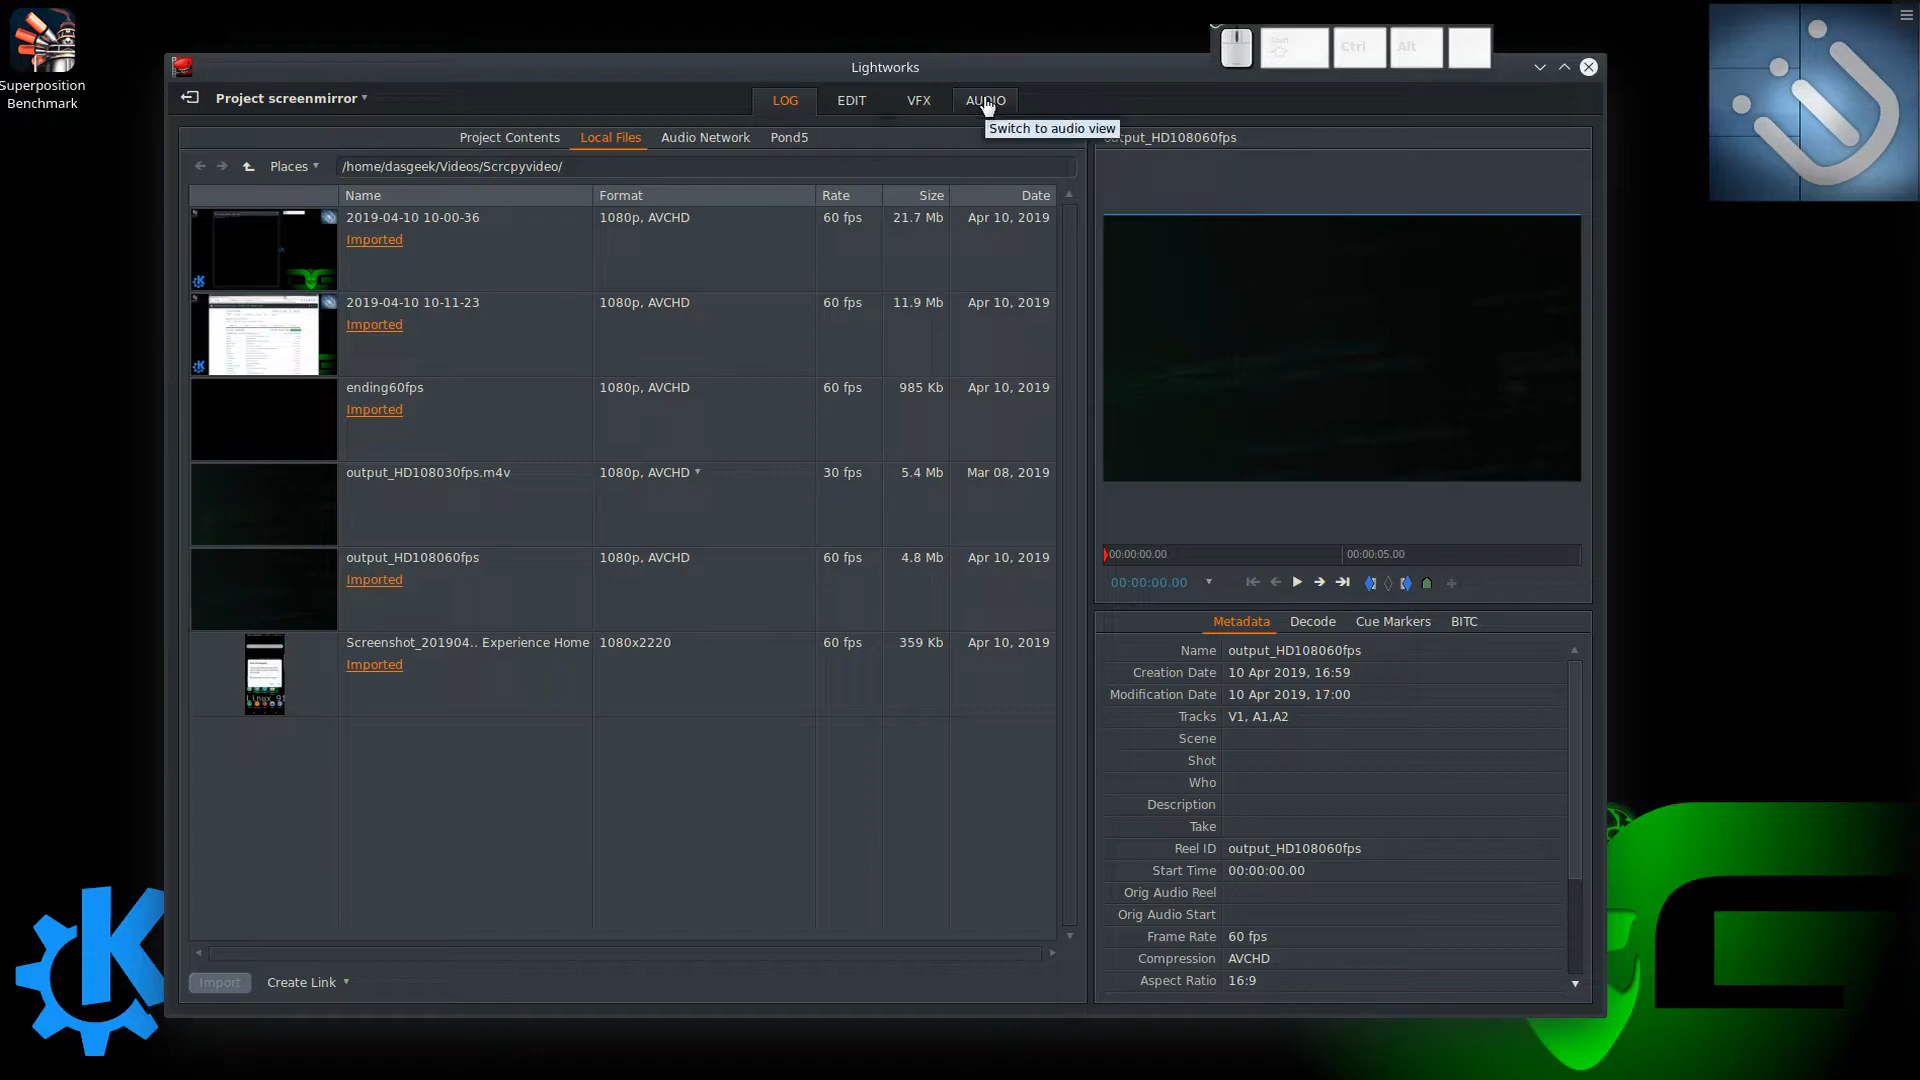 Superposition
Benchmark
Lightworks
Shift
Ctrl
Alt
Project screenmirror
LOG
EDIT
VFX
AUDIO
Switch to audio view
Project Contents
Local Files
Audio Network
Pond5
output_HD108060fps
Places
/home/dasgeek/Videos/Scrcpyvideo/
Name
Format
Rate
Size
Date
2019-04-10 10-00-36
1080p, AVCHD
60 fps
21.7 Mb
Apr 10, 2019
Imported
2019-04-10 10-11-23
1080p, AVCHD
60 fps
11.9 Mb
Apr 10, 2019
Imported
ending60fps
1080p, AVCHD
60 fps
985 Kb
Apr 10, 2019
Imported
output_HD108030fps.m4v
1080p, AVCHD
30 fps
5.4 Mb
Mar 08, 2019
output_HD108060fps
1080p, AVCHD
60 fps
4.8 Mb
Apr 10, 2019
Imported
Screenshot_201904.. Experience Home
1080x2220
60 fps
359 Kb
Apr 10, 2019
Imported
Import
Create Link
00:00:00.00
00:00:05.00
00:00:00.00
Metadata
Decode
Cue Markers
BITC
Name output_HD108060fps
Creation Date 10 Apr 2019, 16:59
Modification Date 10 Apr 2019, 17:00
Tracks V1, A1,A2
Scene
Shot
Who
Description
Take
Reel ID output_HD108060fps
Start Time 00:00:00.00
Orig Audio Reel
Orig Audio Start
Frame Rate 60 fps
Compression AVCHD
Aspect Ratio 16:9